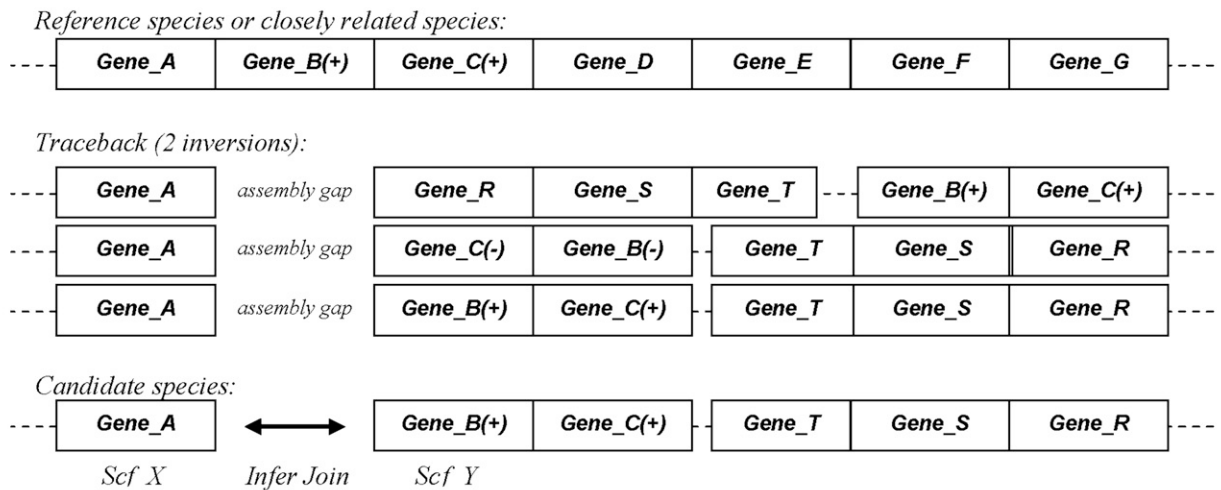 Reference species or closely related species:
Gene_A Gene_B(+) Gene_C(+) Gene_D Gene_E Gene_F Gene_G
Traceback (2 inversions):
Gene_A assembly gap Gene_R Gene_S Gene_T Gene_B(+) Gene_C(+)
Gene_A assembly gap Gene_C(-) Gene_B(-) Gene_T Gene_S Gene_R
Gene_A assembly gap Gene_B(+) Gene_C(+) Gene_T Gene_S Gene_R
Candidate species:
Gene_A Gene_B(+) Gene_C(+) Gene_T Gene_S Gene_R
Scf X Infer Join Scf Y